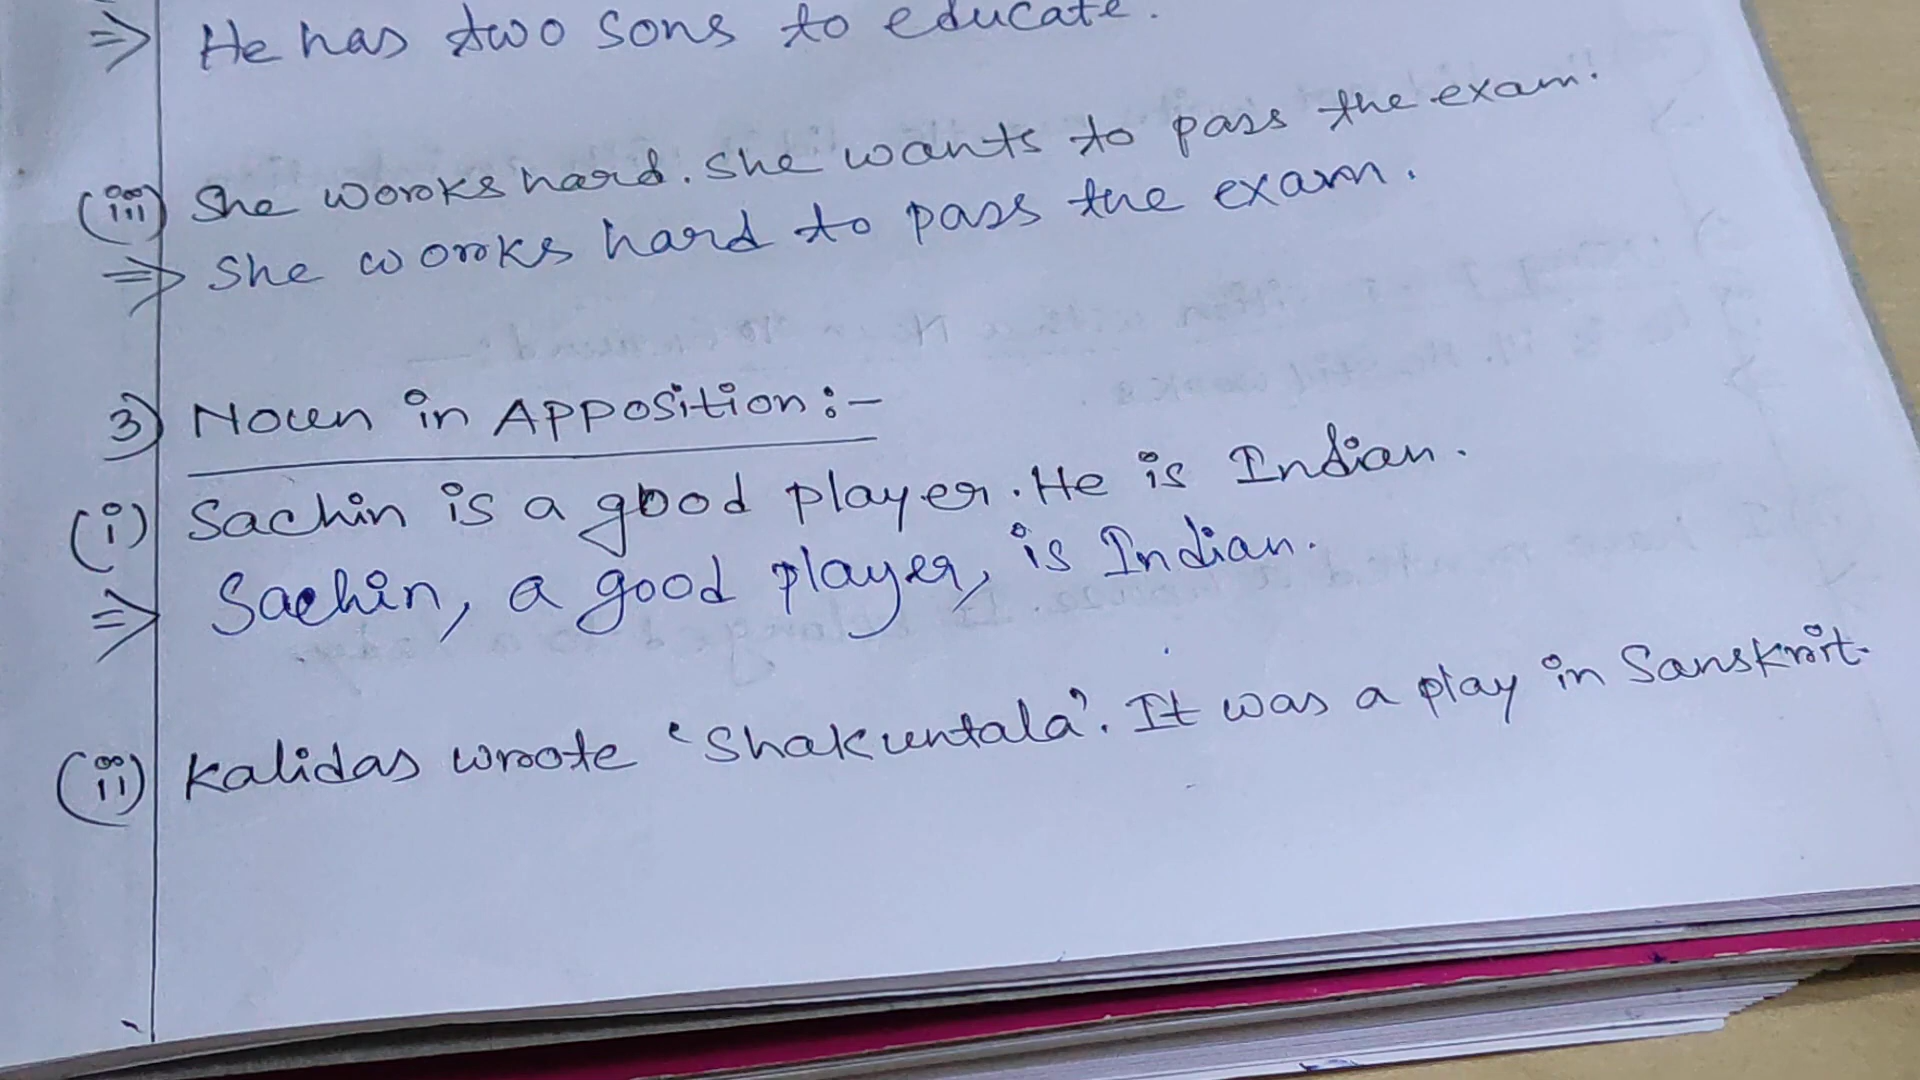 ⇒ He has two sons to educate.
(iii) She works hard. She wants to pass the exam.
⇒ She works hard to pass the exam.
3) Noun in Apposition :-
(i) Sachin is a good player. He is Indian.
⇒ Sachin, a good player, is Indian.
(ii) Kalidas wrote 'Shakuntala'. It was a play in Sanskrit.